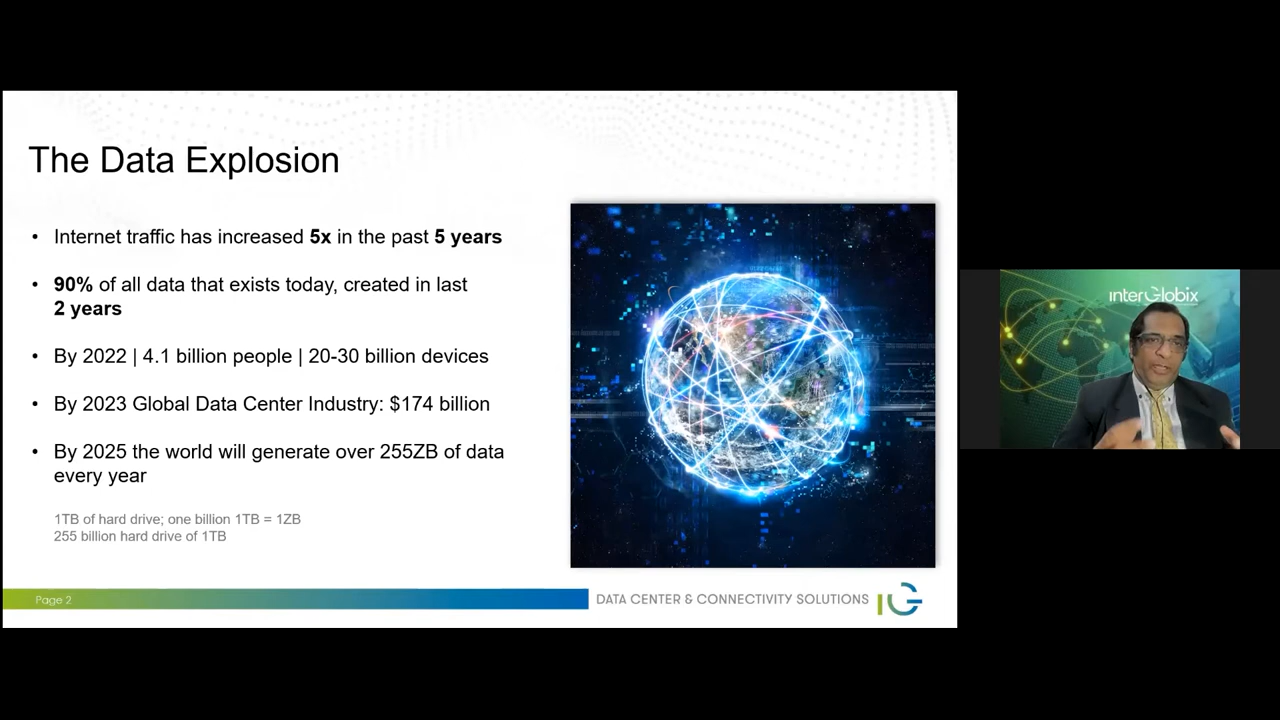 The Data Explosion
• Internet traffic has increased 5x in the past 5 years
• 90% of all data that exists today, created in last
2 years
• By 2022 | 4.1 billion people | 20-30 billion devices
• By 2023 Global Data Center Industry: $174 billion
• By 2025 the world will generate over 255ZB of data
every year
1TB of hard drive; one billion 1TB = 1ZB
255 billion hard drive of 1TB
Page 2
DATA CENTER & CONNECTIVITY SOLUTIONS
interGlobix